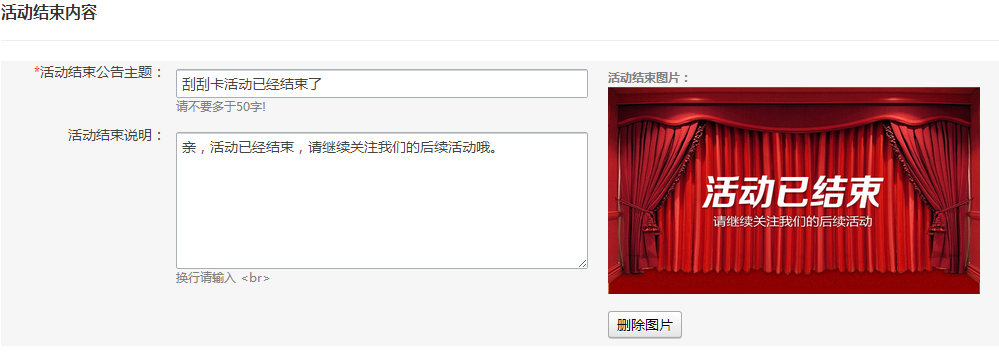 活动结束内容
*活动结束公告主题：
刮刮卡活动已经结束了
请不要多于50字!
活动结束说明：
亲，活动已经结束，请继续关注我们的后续活动哦。
换行请输入 <br>
活动结束图片：
活动已结束
请继续关注我们的后续活动
删除图片